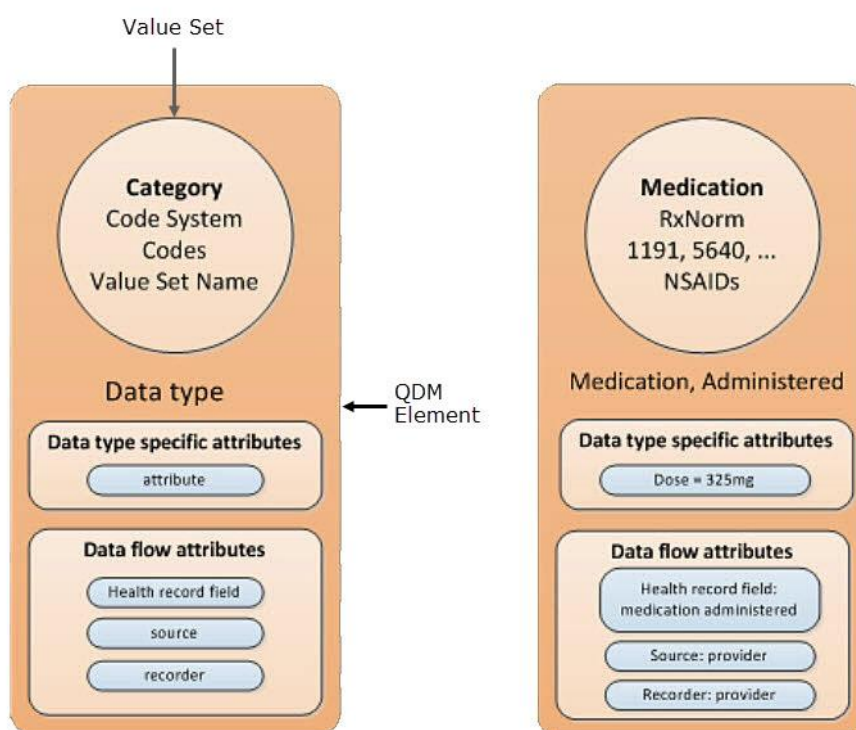 Value Set
Category
Code System
Codes
Value Set Name
Data type
Data type specific attributes
attribute
Data flow attributes
Health record field
source
recorder
QDM
Element
Medication
RxNorm
1191, 5640, ...
NSAIDs
Medication, Administered
Data type specific attributes
Dose = 325mg
Data flow attributes
Health record field:
medication administered
Source: provider
Recorder: provider